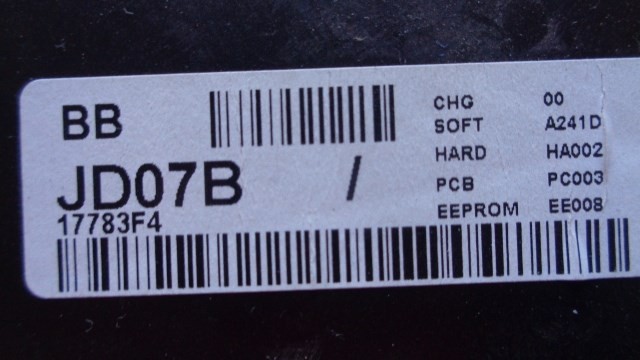 BB
CHG 00
SOFT A241D
HARD HA002
JD07B /
PCB PC003
17783F4
EEPROM EE008